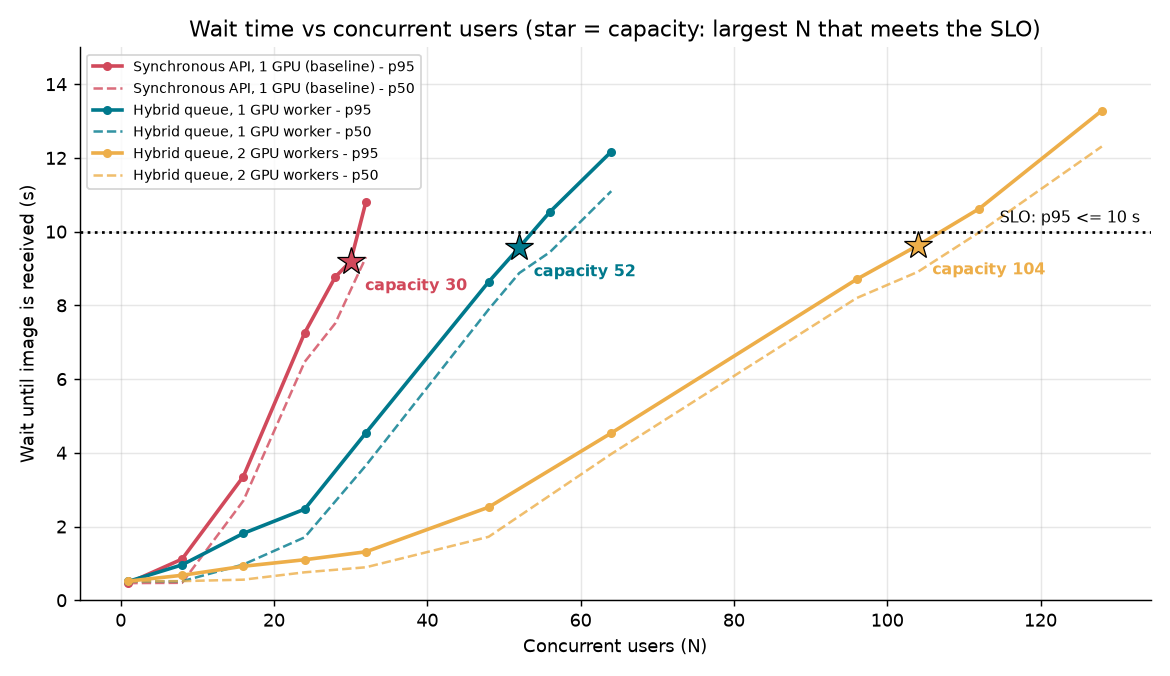 Wait time vs concurrent users (star = capacity: largest N that meets the SLO)
Synchronous API, 1 GPU (baseline) - p95
Synchronous API, 1 GPU (baseline) - p50
Hybrid queue, 1 GPU worker - p95
Hybrid queue, 1 GPU worker - p50
Hybrid queue, 2 GPU workers - p95
Hybrid queue, 2 GPU workers - p50
SLO: p95 <= 10 s
capacity 30
capacity 52
capacity 104
Wait until image is received (s)
14
12
10
8
6
4
2
0
0 20 40 60 80 100 120
Concurrent users (N)